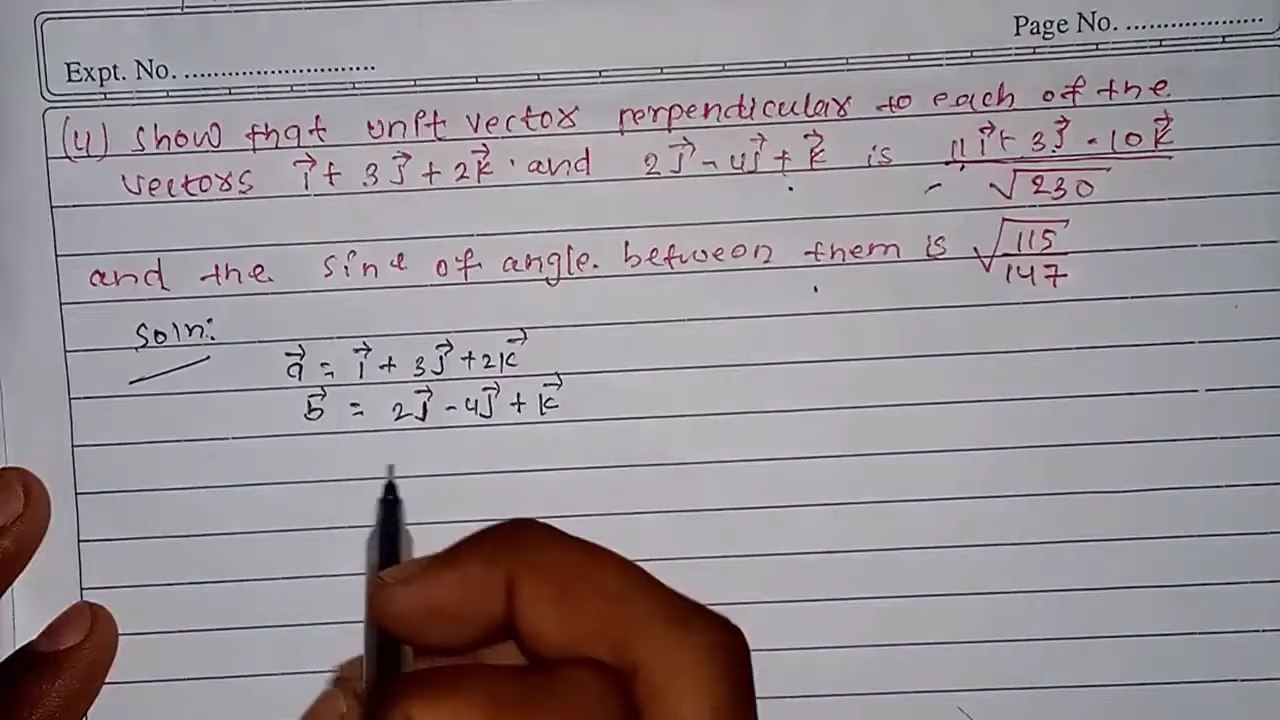 Page No. ....................
Expt. No. ............................
(4) show that unit vector perpendicular to each of the
vectors i⃗ + 3j⃗ + 2k⃗ and 2j⃗ - 4j⃗ + k⃗ is 11i⃗ + 3j⃗ - 10k⃗ / √230
and the sine of angle. between them is √115/147
Soln:
a⃗ = i⃗ + 3j⃗ + 2k⃗
b⃗ = 2j⃗ - 4j⃗ + k⃗